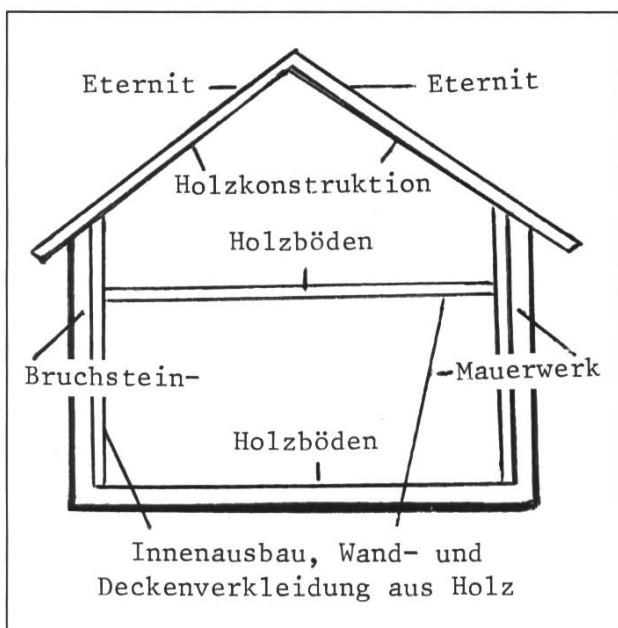 Eternit
Eternit
Holzkonstruktion
Holzböden
Bruchstein-
-Mauerwerk
Holzböden
Innenausbau, Wand- und
Deckenverkleidung aus Holz